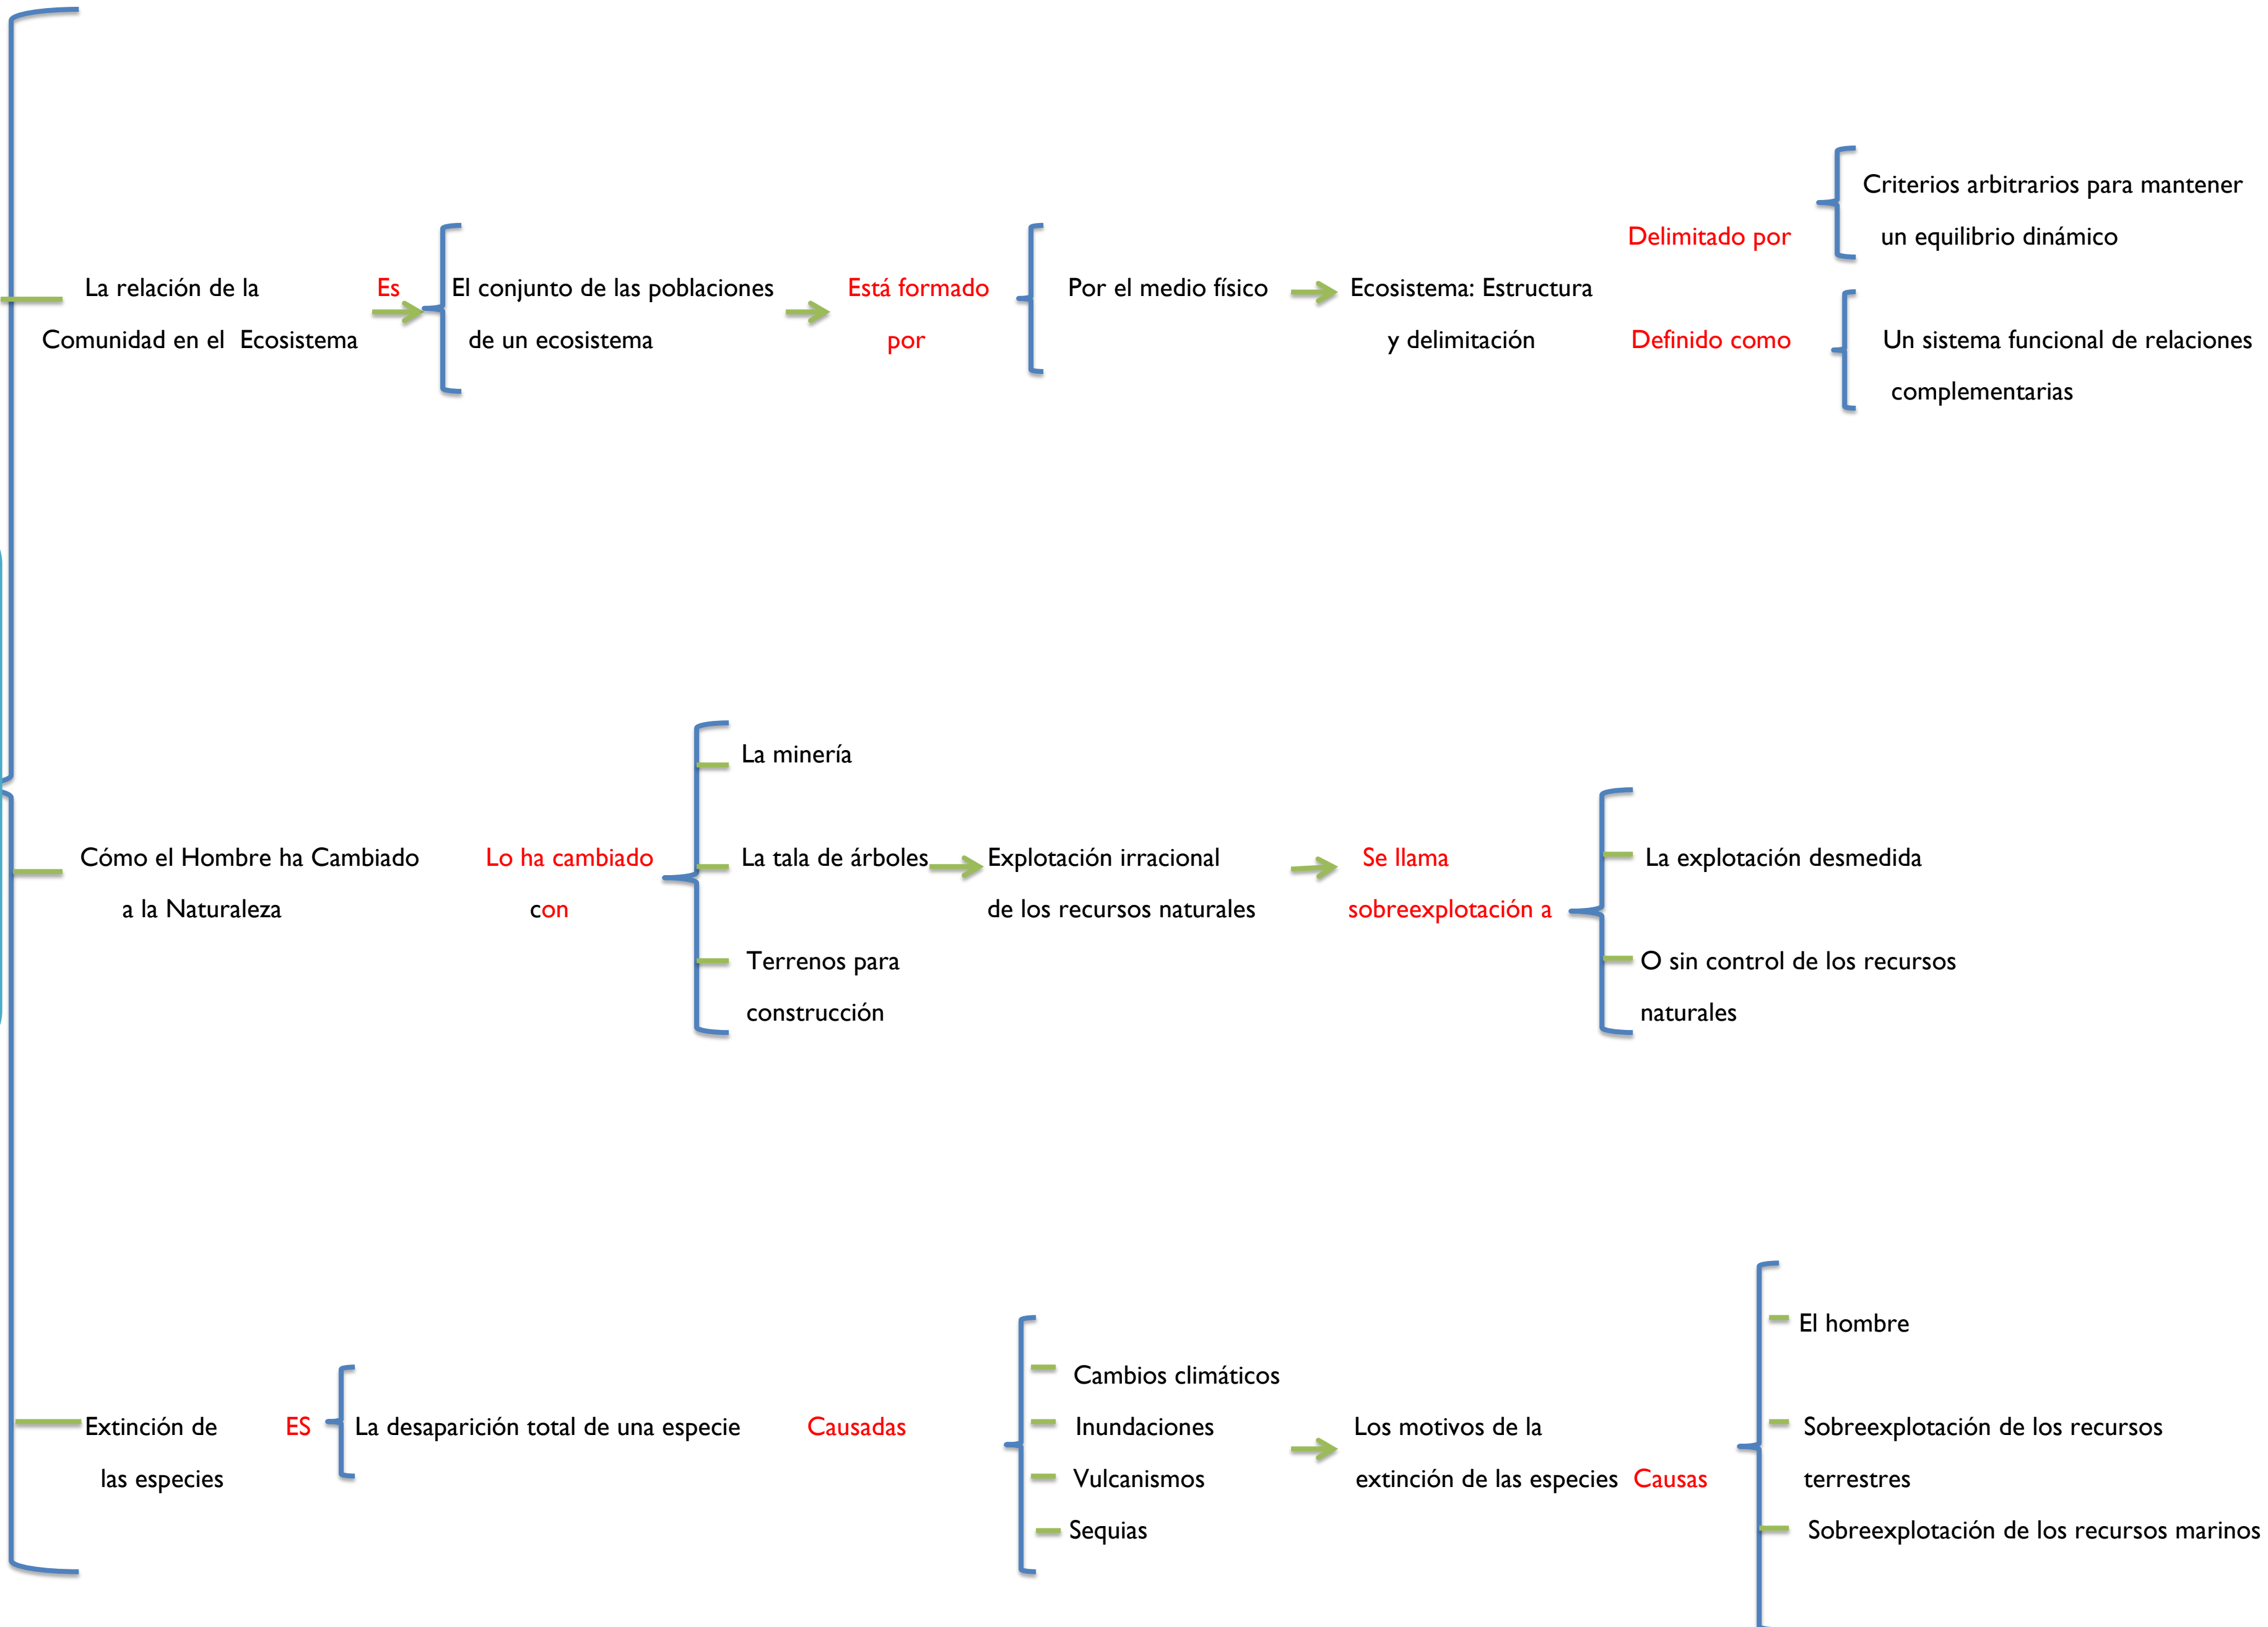 La relación de la
Comunidad en el Ecosistema
Es
El conjunto de las poblaciones
de un ecosistema
Está formado
por
Por el medio físico
Ecosistema: Estructura
y delimitación
Delimitado por
Criterios arbitrarios para mantener
un equilibrio dinámico
Definido como
Un sistema funcional de relaciones
complementarias
Cómo el Hombre ha Cambiado
a la Naturaleza
Lo ha cambiado
con
La minería
La tala de árboles
Terrenos para
construcción
Explotación irracional
de los recursos naturales
Se llama
sobreexplotación a
La explotación desmedida
O sin control de los recursos
naturales
Extinción de
las especies
ES
La desaparición total de una especie
Causadas
Cambios climáticos
Inundaciones
Vulcanismos
Sequias
Los motivos de la
extinción de las especies
Causas
El hombre
Sobreexplotación de los recursos
terrestres
Sobreexplotación de los recursos marinos